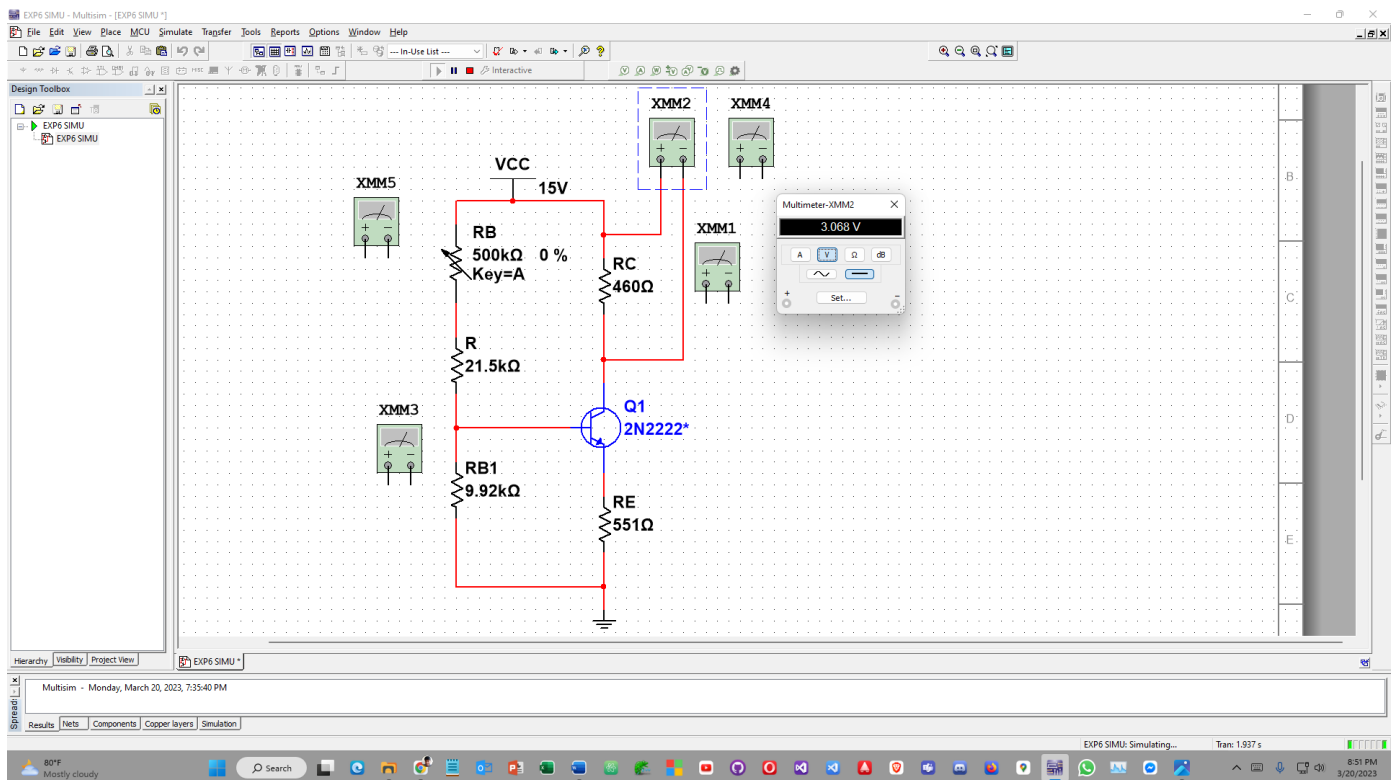 EXP6 SIMU - Multisim - [EXP6 SIMU *]
File Edit View Place MCU Simulate Transfer Tools Reports Options Window Help
--- In-Use List ---
Interactive
Design Toolbox
EXP6 SIMU
EXP6 SIMU
XMM2
XMM4
VCC
15V
XMM5
RB
500kΩ 0 %
Key=A
XMM1
RC
460Ω
Multimeter-XMM2
3.068 V
A V Ω dB
+ Set... -
R
21.5kΩ
XMM3
Q1
2N2222*
RB1
9.92kΩ
RE
551Ω
B
C
D
E
Hierarchy Visibility Project View
EXP6 SIMU *
Multisim - Monday, March 20, 2023, 7:35:40 PM
Results Nets Components Copper layers Simulation
EXP6 SIMU: Simulating... Tran: 1.937 s
80°F
Mostly cloudy
Search
8:51 PM
3/20/2023